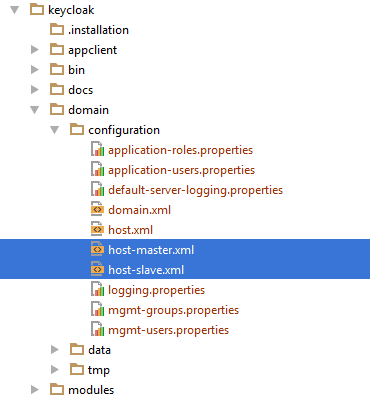 keycloak
.installation
appclient
bin
docs
domain
configuration
application-roles.properties
application-users.properties
default-server-logging.properties
domain.xml
host.xml
host-master.xml
host-slave.xml
logging.properties
mgmt-groups.properties
mgmt-users.properties
data
tmp
modules